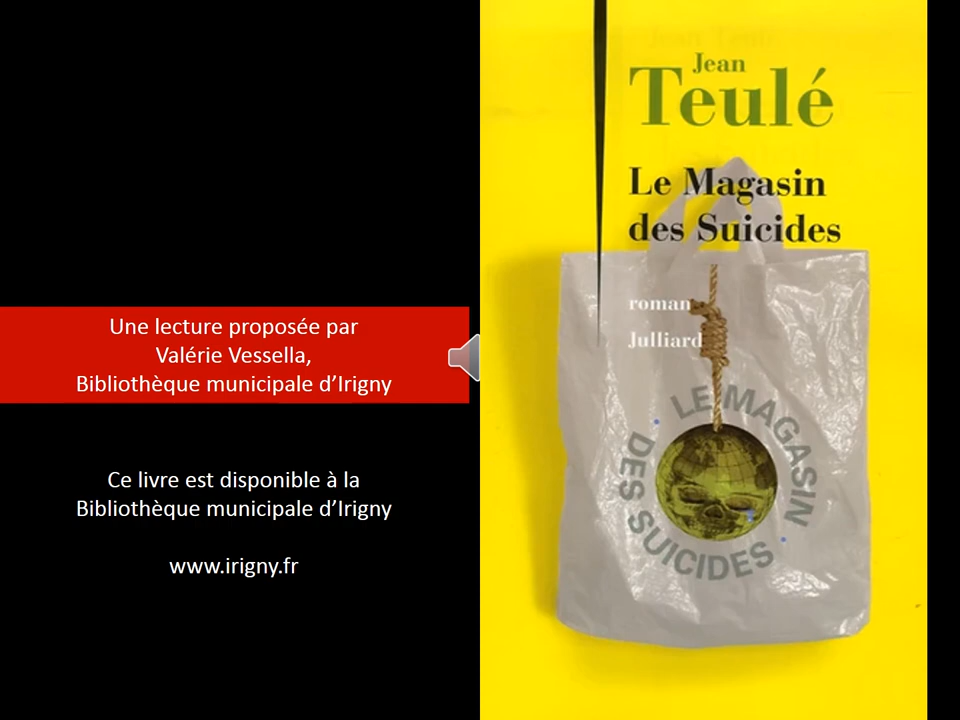 Une lecture proposée par
Valérie Vessella,
Bibliothèque municipale d’Irigny
Ce livre est disponible à la
Bibliothèque municipale d’Irigny
www.irigny.fr
Jean
Teulé
Le Magasin
des Suicides
roman
Julliard
LE MAGASIN
DES SUICIDES